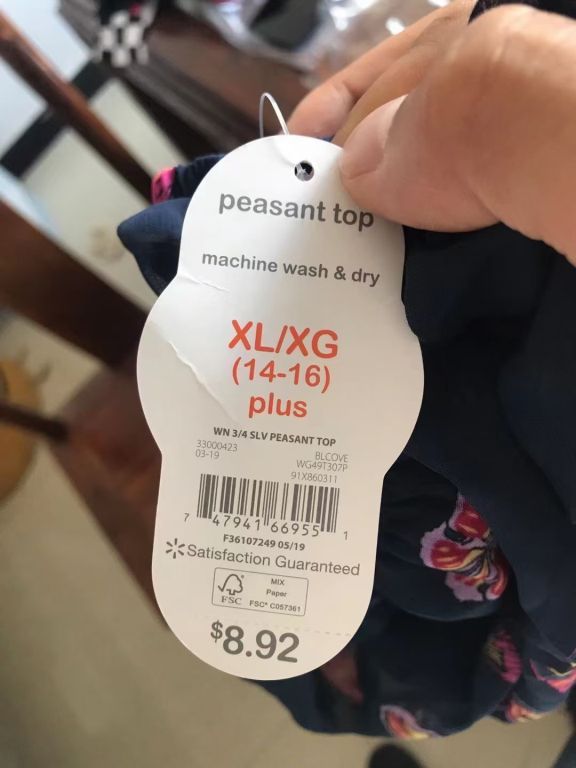 peasant top
machine wash & dry
XL/XG
(14-16)
plus
WN 3/4 SLV PEASANT TOP
33000423 BLCOVE
03-19 WG49T307P
91X860311
7 47941 66955 1
F36107249 05/19
Satisfaction Guaranteed
FSC
MIX
Paper
FSC® C057361
$8.92